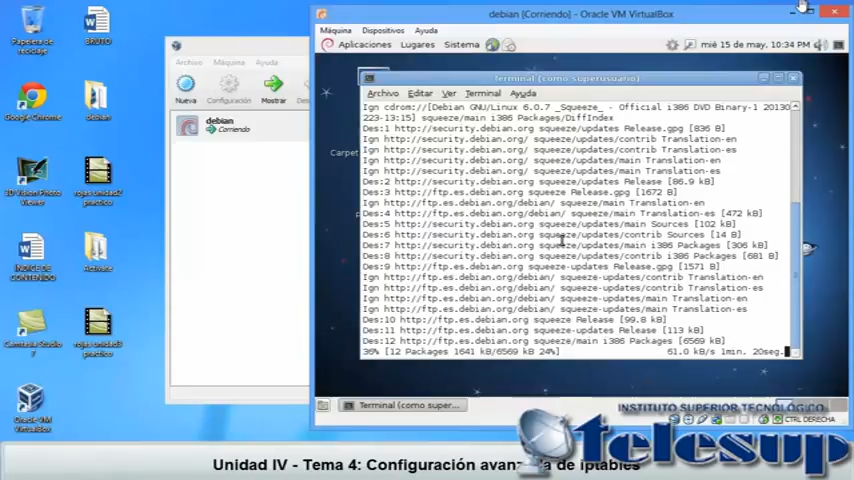 Papelera de
reciclaje
BRUTO
Google Chrome
debian
3D Vision Photo
Viewer
rojas unidad2
practico
INDICE DE
CONTENIDO
Activate
Camtasia Studio
7
rojas unidad3
practico
Oracle VM
VirtualBox
Archivo Máquina Ayuda
Nueva Configuración Mostrar
debian
Corriendo
debian [Corriendo] - Oracle VM VirtualBox
Máquina Dispositivos Ayuda
Aplicaciones Lugares Sistema mié 15 de may, 10:34 PM
Carpet
Terminal (como superusuario)
Archivo Editar Ver Terminal Ayuda
Ign cdrom://[Debian GNU/Linux 6.0.7 _Squeeze_ - Official i386 DVD Binary-1 20130
223-13:15] squeeze/main i386 Packages/DiffIndex
Des:1 http://security.debian.org squeeze/updates Release.gpg [836 B]
Ign http://security.debian.org/ squeeze/updates/contrib Translation-en
Ign http://security.debian.org/ squeeze/updates/contrib Translation-es
Ign http://security.debian.org/ squeeze/updates/main Translation-en
Ign http://security.debian.org/ squeeze/updates/main Translation-es
Des:2 http://security.debian.org squeeze/updates Release [86.9 kB]
Des:3 http://ftp.es.debian.org squeeze Release.gpg [1672 B]
Ign http://ftp.es.debian.org/debian/ squeeze/main Translation-en
Des:4 http://ftp.es.debian.org/debian/ squeeze/main Translation-es [472 kB]
Des:5 http://security.debian.org squeeze/updates/main Sources [102 kB]
Des:6 http://security.debian.org squeeze/updates/contrib Sources [14 B]
Des:7 http://security.debian.org squeeze/updates/main i386 Packages [306 kB]
Des:8 http://security.debian.org squeeze/updates/contrib i386 Packages [681 B]
Des:9 http://ftp.es.debian.org squeeze-updates Release.gpg [1571 B]
Ign http://ftp.es.debian.org/debian/ squeeze-updates/contrib Translation-en
Ign http://ftp.es.debian.org/debian/ squeeze-updates/contrib Translation-es
Ign http://ftp.es.debian.org/debian/ squeeze-updates/main Translation-en
Ign http://ftp.es.debian.org/debian/ squeeze-updates/main Translation-es
Des:10 http://ftp.es.debian.org squeeze Release [99.8 kB]
Des:11 http://ftp.es.debian.org squeeze-updates Release [113 kB]
Des:12 http://ftp.es.debian.org squeeze/main i386 Packages [6569 kB]
36% [12 Packages 1641 kB/6569 kB 24%] 61.0 kB/s 1min. 20seg.
Terminal (como super...
CTRL DERECHA
INSTITUTO SUPERIOR TECNOLÓGICO
telesup
Unidad IV - Tema 4: Configuración avanzada de iptables